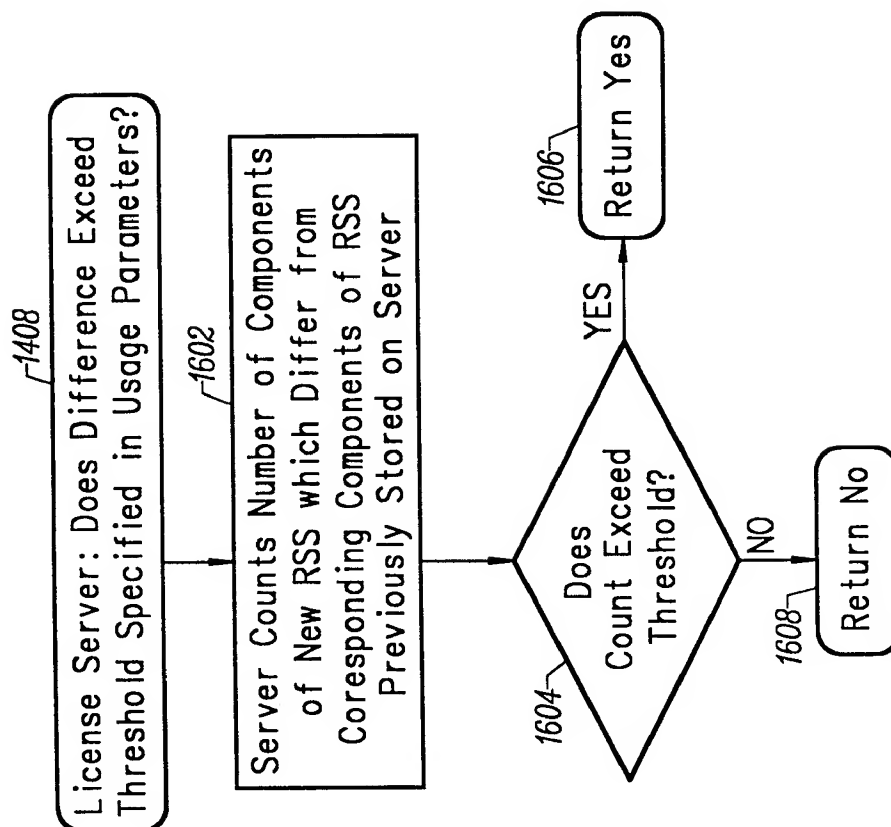 1408
License Server: Does Difference Exceed
Threshold Specified in Usage Parameters?
1602
Server Counts Number of Components
of New RSS which Differ from
Coresponding Components of RSS
Previously Stored on Server
1604
Does
Count Exceed
Threshold?
YES
1606
Return Yes
NO
1608
Return No